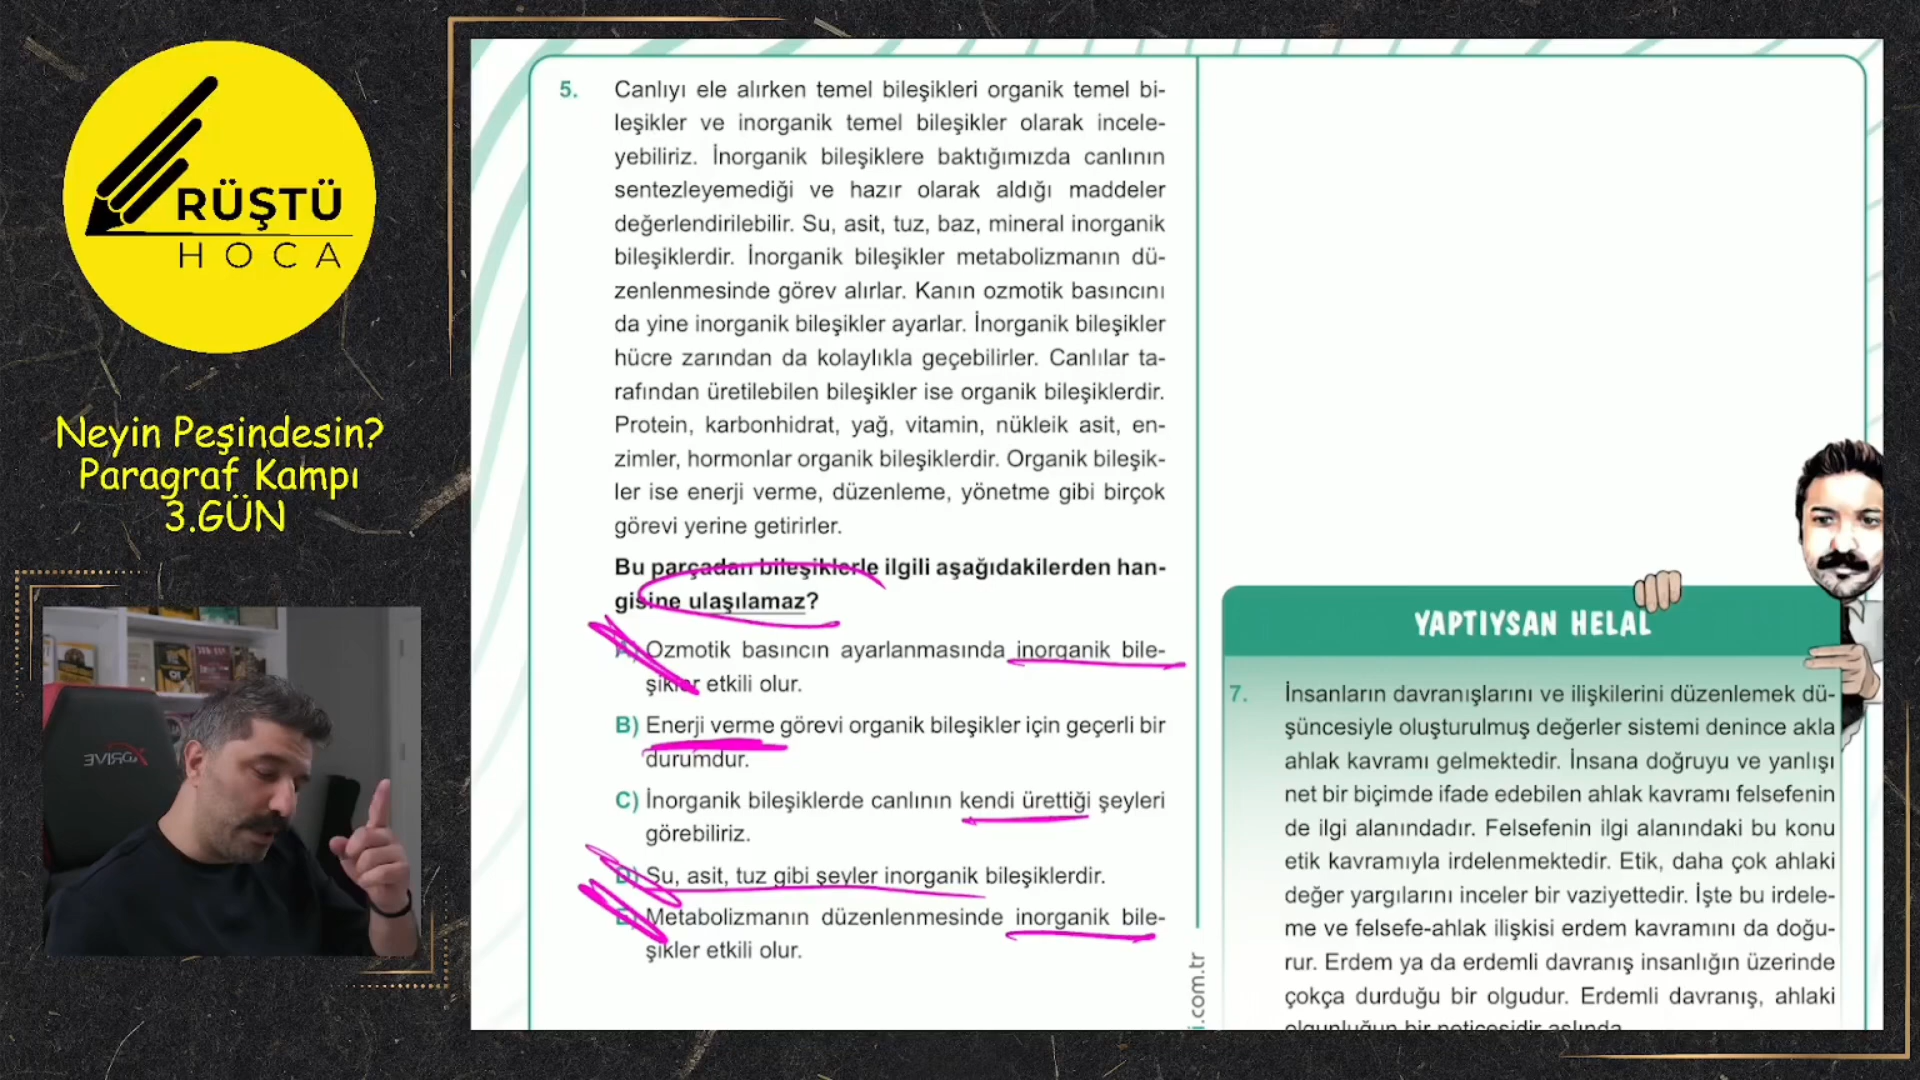 RÜŞTÜ
HOCA
Neyin Peşindesin?
Paragraf Kampı
3.GÜN
5. Canlıyı ele alırken temel bileşikleri organik temel bi-
leşikler ve inorganik temel bileşikler olarak incele-
yebiliriz. İnorganik bileşiklere baktığımızda canlının
sentezleyemediği ve hazır olarak aldığı maddeler
değerlendirilebilir. Su, asit, tuz, baz, mineral inorganik
bileşiklerdir. İnorganik bileşikler metabolizmanın dü-
zenlenmesinde görev alırlar. Kanın ozmotik basıncını
da yine inorganik bileşikler ayarlar. İnorganik bileşikler
hücre zarından da kolaylıkla geçebilirler. Canlılar ta-
rafından üretilebilen bileşikler ise organik bileşiklerdir.
Protein, karbonhidrat, yağ, vitamin, nükleik asit, en-
zimler, hormonlar organik bileşiklerdir. Organik bileşik-
ler ise enerji verme, düzenleme, yönetme gibi birçok
görevi yerine getirirler.
Bu parçadan bileşiklerle ilgili aşağıdakilerden han-
gisine ulaşılamaz?
A) Ozmotik basıncın ayarlanmasında inorganik bile-
şikler etkili olur.
B) Enerji verme görevi organik bileşikler için geçerli bir
durumdur.
C) İnorganik bileşiklerde canlının kendi ürettiği şeyleri
görebiliriz.
D) Su, asit, tuz gibi şeyler inorganik bileşiklerdir.
E) Metabolizmanın düzenlenmesinde inorganik bile-
şikler etkili olur.
i.com.tr
YAPTIYSAN HELAL
7. İnsanların davranışlarını ve ilişkilerini düzenlemek dü-
şüncesiyle oluşturulmuş değerler sistemi denince akla
ahlak kavramı gelmektedir. İnsana doğruyu ve yanlışı
net bir biçimde ifade edebilen ahlak kavramı felsefenin
de ilgi alanındadır. Felsefenin ilgi alanındaki bu konu
etik kavramıyla irdelenmektedir. Etik, daha çok ahlaki
değer yargılarını inceler bir vaziyettedir. İşte bu irdele-
me ve felsefe-ahlak ilişkisi erdem kavramını da doğu-
rur. Erdem ya da erdemli davranış insanlığın üzerinde
çokça durduğu bir olgudur. Erdemli davranış, ahlaki
olgunluğun bir neticesidir aslında.
DRIVE